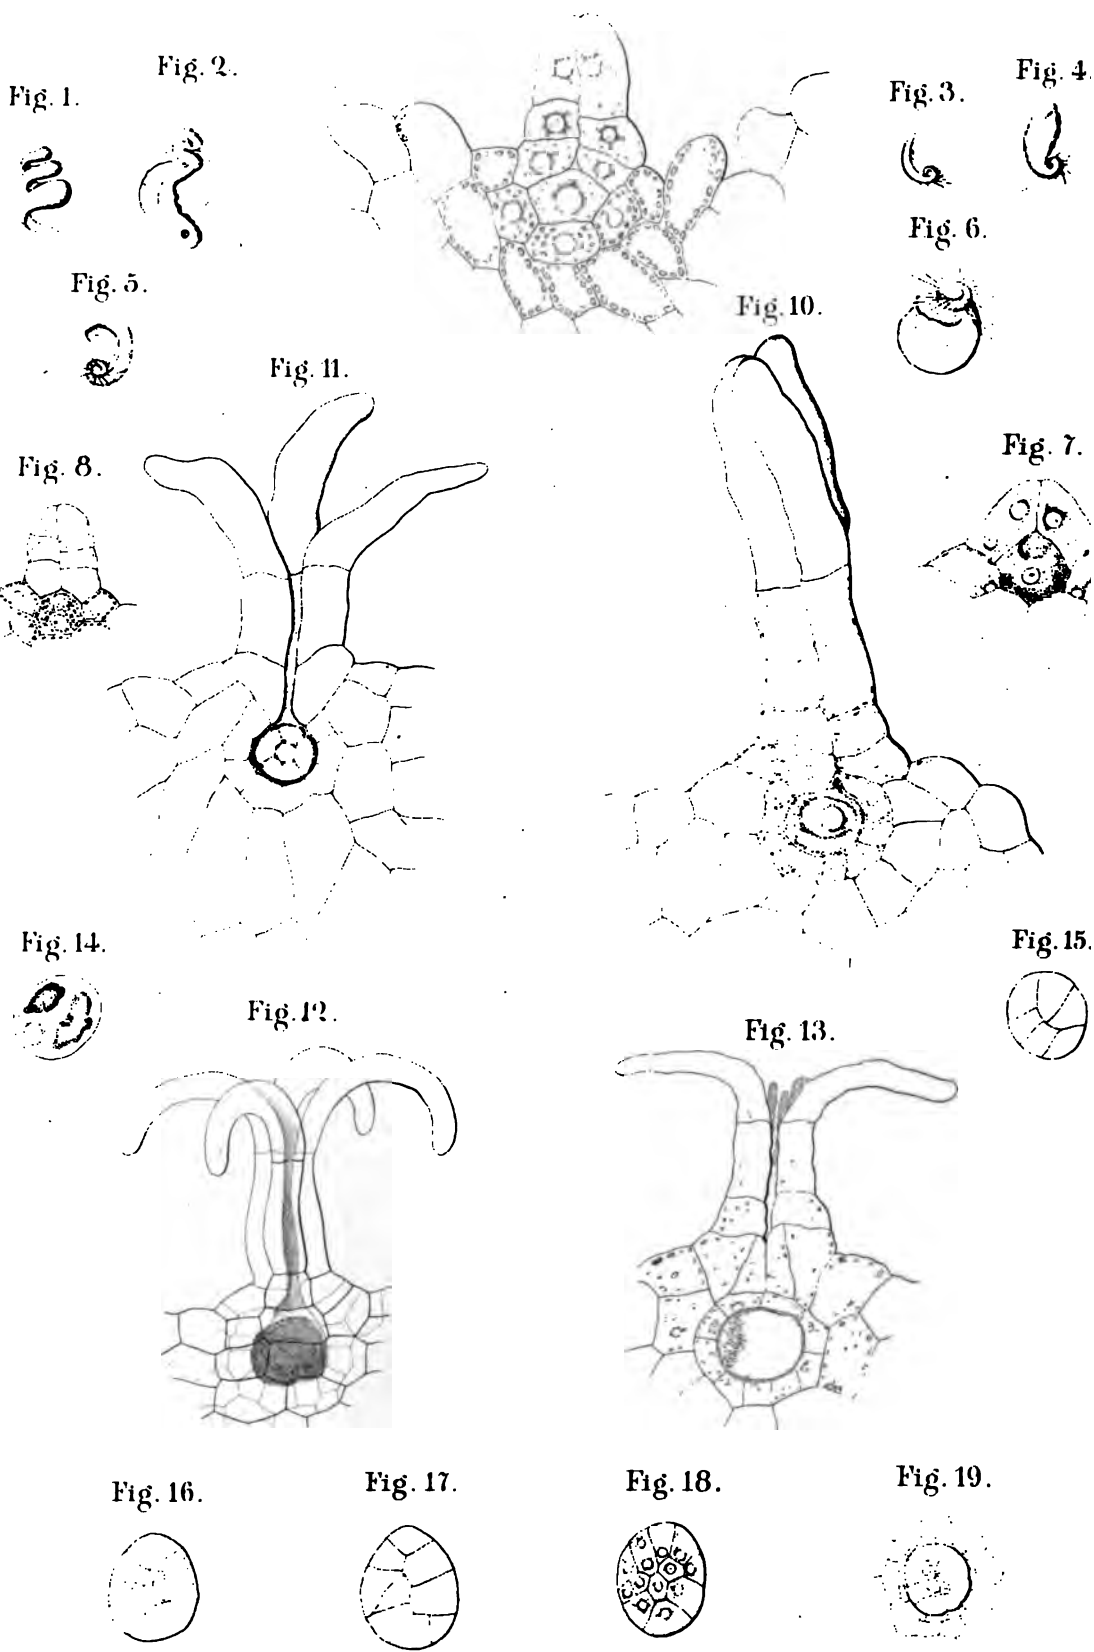 Fig. 1.
Fig. 2.
Fig. 3.
Fig. 4.
Fig. 5.
Fig. 6.
Fig. 10.
Fig. 11.
Fig. 8.
Fig. 7.
Fig. 14.
Fig. 15.
Fig. 12.
Fig. 13.
Fig. 16.
Fig. 17.
Fig. 18.
Fig. 19.